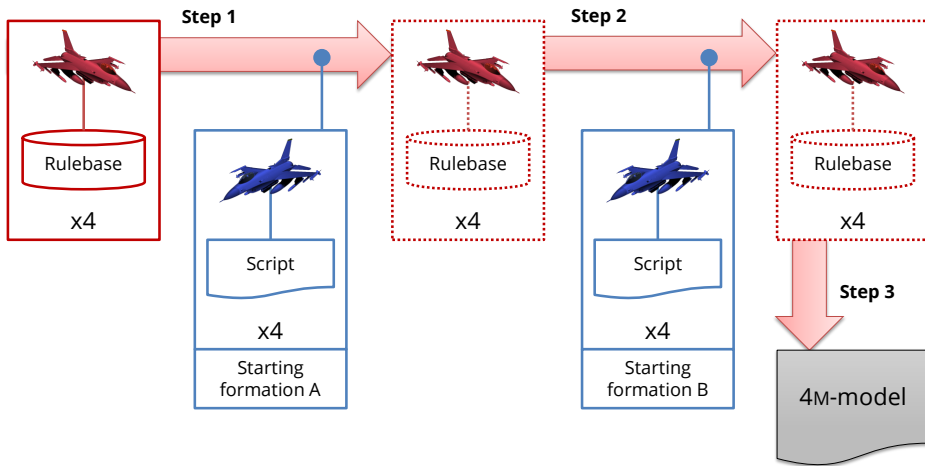 Step 1
Step 2
Rulebase
x4
Rulebase
x4
Rulebase
x4
Script
x4
Starting
formation A
Script
x4
Starting
formation B
Step 3
4M-model